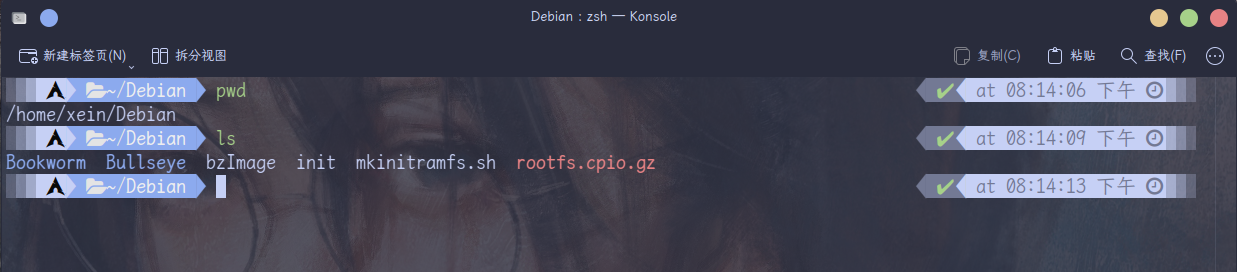 Debian : zsh — Konsole
新建标签页(N) 拆分视图 复制(C) 粘贴 查找(F)
~/Debian pwd at 08:14:06 下午
/home/xein/Debian
~/Debian ls at 08:14:09 下午
Bookworm Bullseye bzImage init mkinitramfs.sh rootfs.cpio.gz
~/Debian at 08:14:13 下午